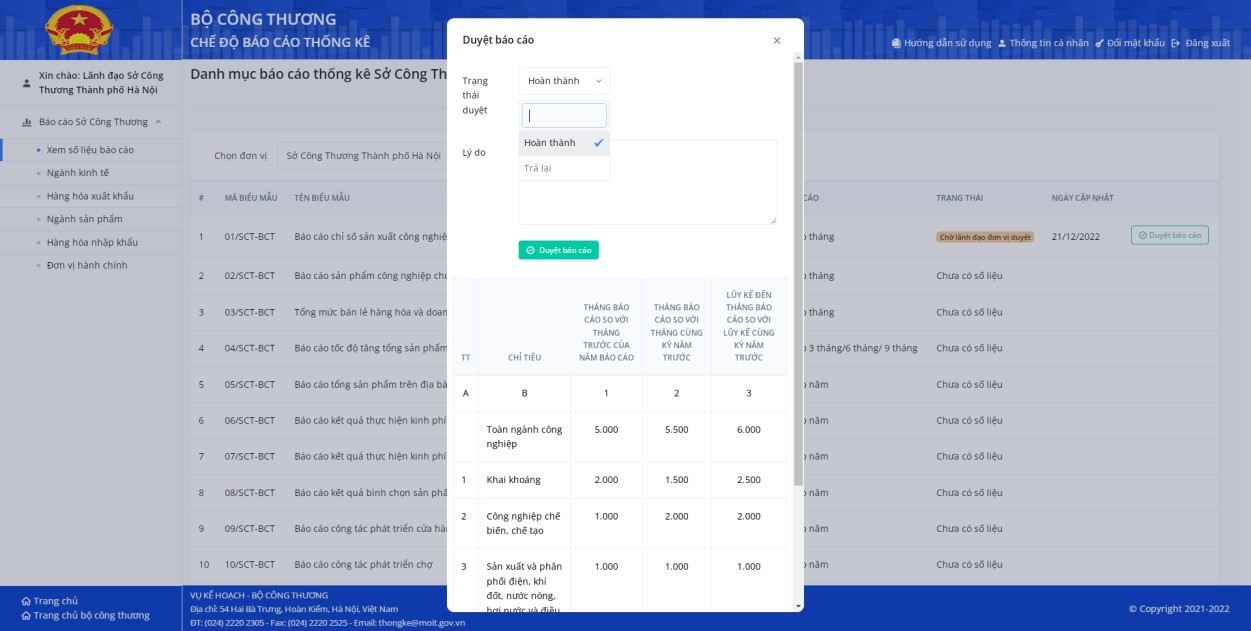 BỘ CÔNG THƯƠNG
CHẾ ĐỘ BÁO CÁO THỐNG KÊ
Hướng dẫn sử dụng
Thông tin cá nhân
Đổi mật khẩu
Đăng xuất
Xin chào: Lãnh đạo Sở Công
Thương Thành phố Hà Nội
Báo cáo Sở Công Thương
Xem số liệu báo cáo
Ngành kinh tế
Hàng hóa xuất khẩu
Ngành sản phẩm
Hàng hóa nhập khẩu
Đơn vị hành chính
Danh mục báo cáo thống kê Sở Công Th
Chọn đơn vị
Sở Công Thương Thành phố Hà Nội
# MÃ BIỂU MẪU TÊN BIỂU MẪU CÁO TRẠNG THÁI NGÀY CẬP NHẬT
1 01/SCT-BCT Báo cáo chỉ số sản xuất công nghiệ tháng Chờ lãnh đạo đơn vị duyệt 21/12/2022 Duyệt báo cáo
2 02/SCT-BCT Báo cáo sản phẩm công nghiệp chủ tháng Chưa có số liệu
3 03/SCT-BCT Tổng mức bán lẻ hàng hóa và doan tháng Chưa có số liệu
4 04/SCT-BCT Báo cáo tốc độ tăng tổng sản phẩm 3 tháng/6 tháng/ 9 tháng Chưa có số liệu
5 05/SCT-BCT Báo cáo tổng sản phẩm trên địa bà năm Chưa có số liệu
6 06/SCT-BCT Báo cáo kết quả thực hiện kinh phí năm Chưa có số liệu
7 07/SCT-BCT Báo cáo kết quả thực hiện kinh phí năm Chưa có số liệu
8 08/SCT-BCT Báo cáo kết quả bình chọn sản phẩ năm Chưa có số liệu
9 09/SCT-BCT Báo cáo công tác phát triển cửa hà năm Chưa có số liệu
10 10/SCT-BCT Báo cáo công tác phát triển chợ năm Chưa có số liệu
Duyệt báo cáo
Trạng
thái
duyệt
Hoàn thành
Hoàn thành
Trả lại
Lý do
Duyệt báo cáo
TT
CHỈ TIÊU
THÁNG BÁO
CÁO SO VỚI
THÁNG
TRƯỚC CỦA
NĂM BÁO CÁO
THÁNG BÁO
CÁO SO VỚI
THÁNG CÙNG
KỲ NĂM
TRƯỚC
LŨY KẾ ĐẾN
THÁNG BÁO
CÁO SO VỚI
LŨY KẾ CÙNG
KỲ NĂM
TRƯỚC
A B 1 2 3
Toàn ngành công 5.000 5.500 6.000
nghiệp
1 Khai khoáng 2.000 1.500 2.500
2 Công nghiệp chế 1.000 2.000 2.000
biến, chế tạo
3 Sản xuất và phân 1.000 1.000 1.000
phối điện, khí
đốt, nước nóng,
hơi nước và điều
Trang chủ
Trang chủ bộ công thương
VỤ KẾ HOẠCH - BỘ CÔNG THƯƠNG
Địa chỉ: 54 Hai Bà Trưng, Hoàn Kiếm, Hà Nội, Việt Nam
ĐT: (024) 2220 2305 - Fax: (024) 2220 2525 - Email: thongke@moit.gov.vn
© Copyright 2021-2022